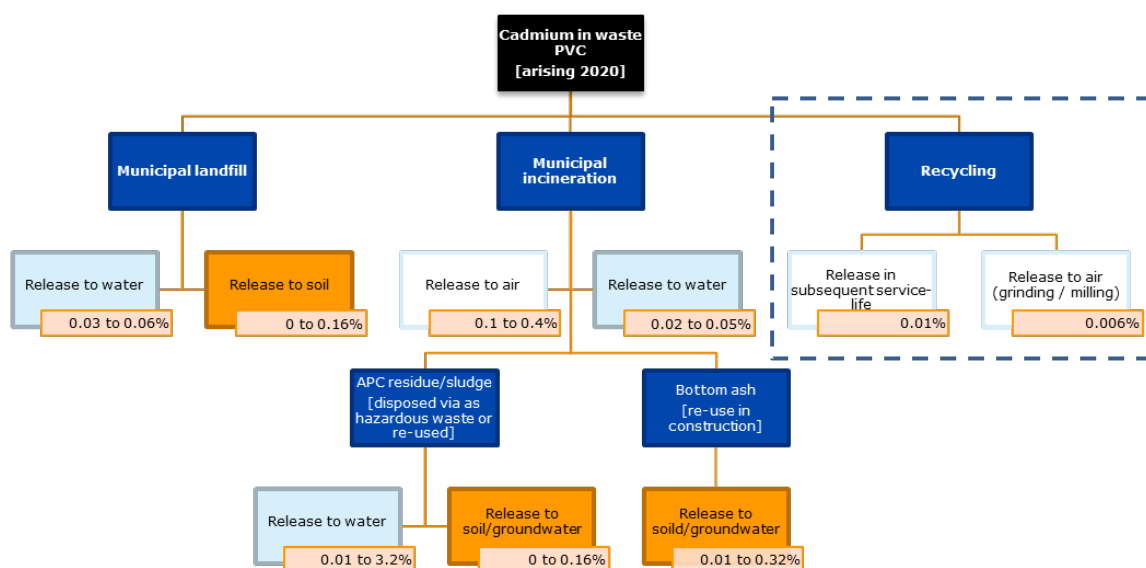 Cadmium in waste
PVC
[arising 2020]
Municipal landfill
Municipal
incineration
Recycling
Release to water
0.03 to 0.06%
Release to soil
0 to 0.16%
Release to air
0.1 to 0.4%
Release to water
0.02 to 0.05%
Release in
subsequent service-
life
0.01%
Release to air
(grinding / milling)
0.006%
APC residue/sludge
[disposed via as
hazardous waste or
re-used]
Bottom ash
[re-use in
construction]
Release to water
0.01 to 3.2%
Release to
soil/groundwater
0 to 0.16%
Release to
soild/groundwater
0.01 to 0.32%